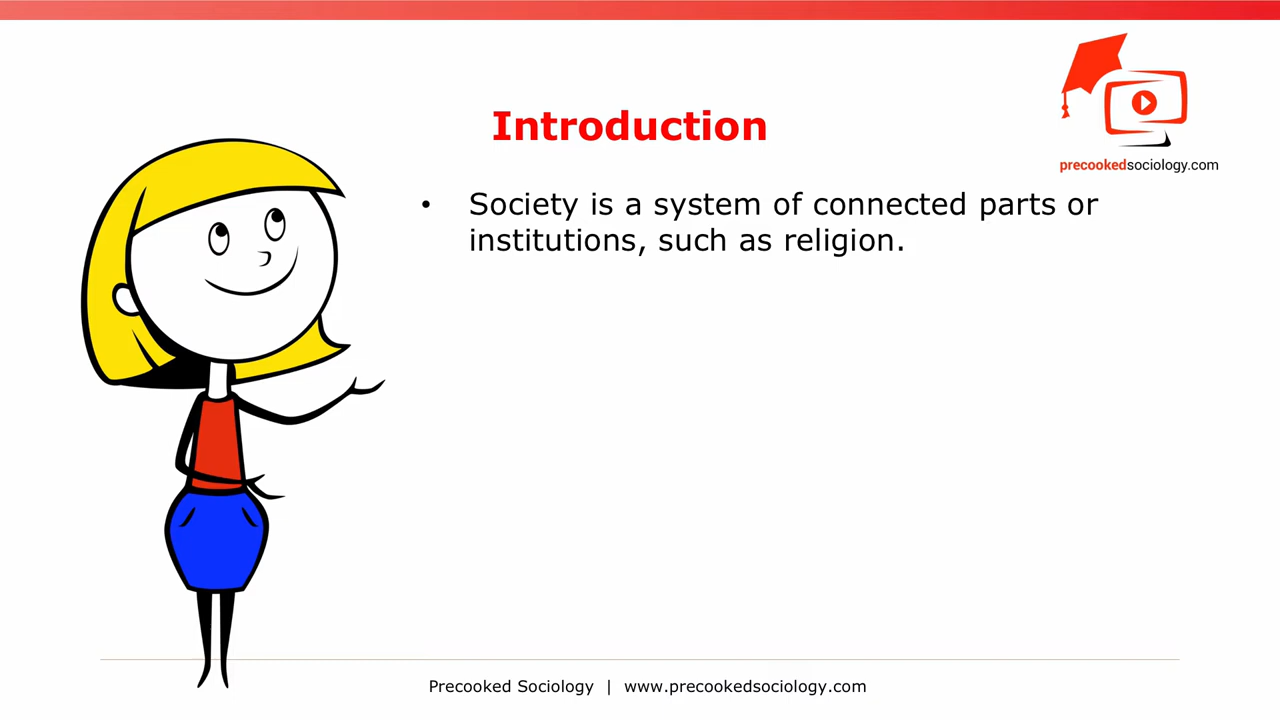 precookedsociology.com
Introduction
• Society is a system of connected parts or
institutions, such as religion.
Precooked Sociology | www.precookedsociology.com